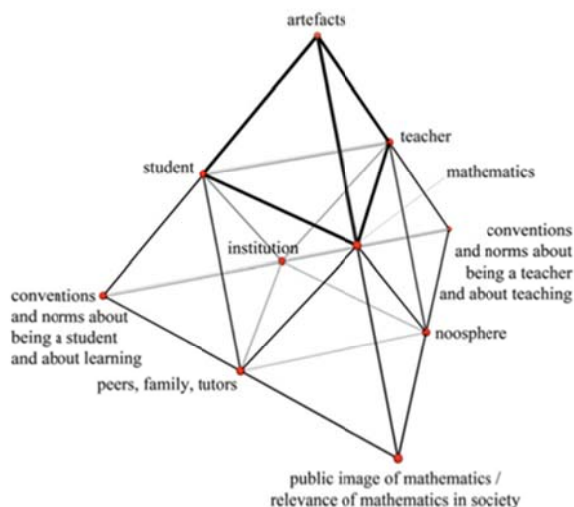 artefacts
teacher
student
mathematics
institution
conventions
and norms about
being a teacher
and about teaching
conventions
and norms about
being a student
and about learning
noosphere
peers, family, tutors
public image of mathematics /
relevance of mathematics in society